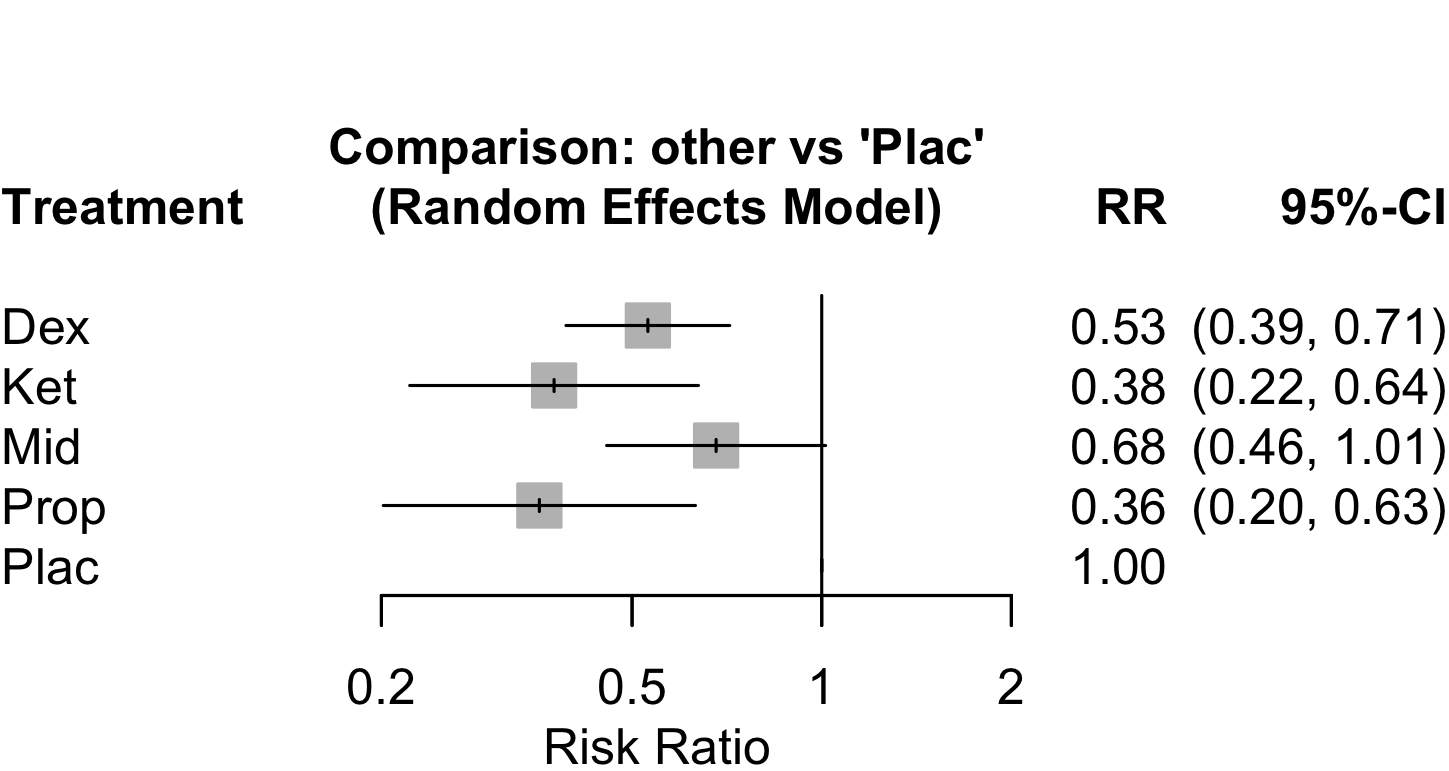 Comparison: other vs 'Plac'
Treatment (Random Effects Model) RR 95%-CI
Dex 0.53 (0.39, 0.71)
Ket 0.38 (0.22, 0.64)
Mid 0.68 (0.46, 1.01)
Prop 0.36 (0.20, 0.63)
Plac 1.00
0.2 0.5 1 2
Risk Ratio